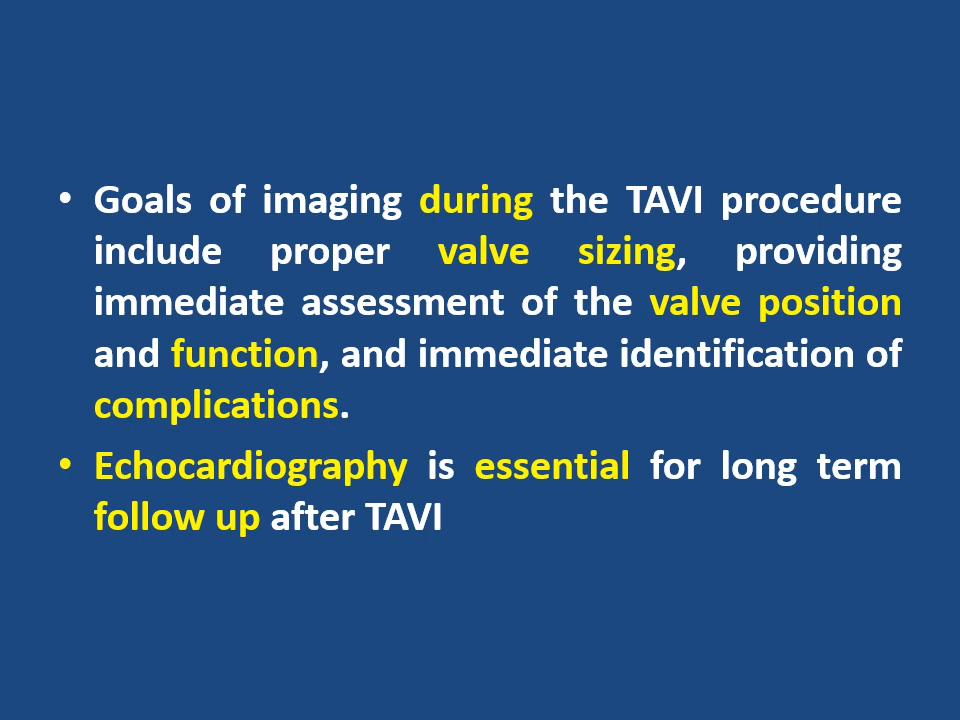 • Goals of imaging during the TAVI procedure
include proper valve sizing, providing
immediate assessment of the valve position
and function, and immediate identification of
complications.
• Echocardiography is essential for long term
follow up after TAVI